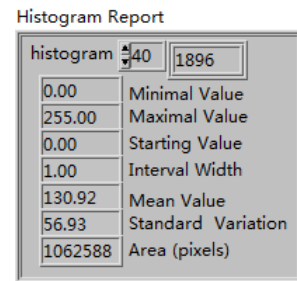 Histogram Report
histogram 40 1896
0.00 Minimal Value
255.00 Maximal Value
0.00 Starting Value
1.00 Interval Width
130.92 Mean Value
56.93 Standard Variation
1062588 Area (pixels)